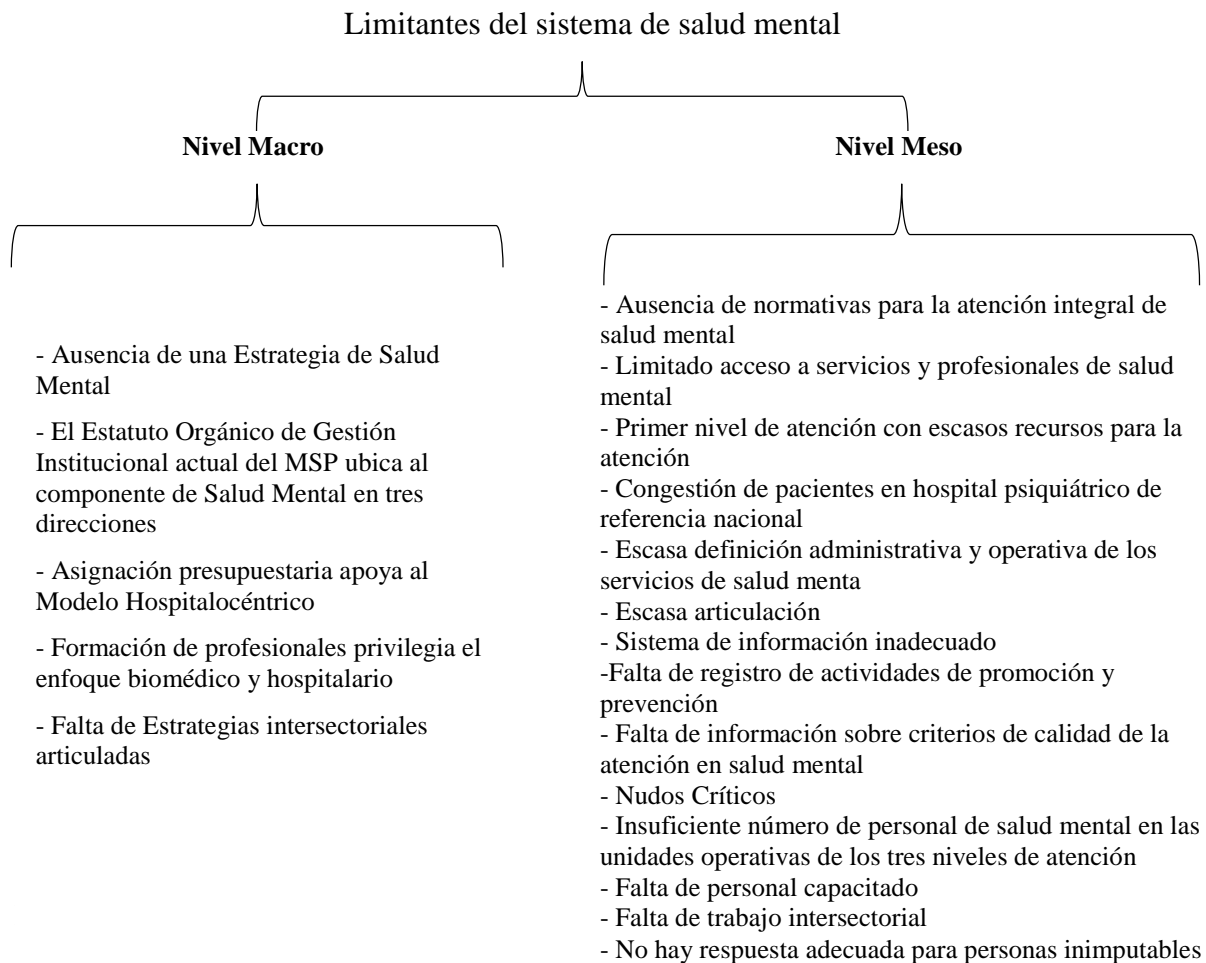 Limitantes del sistema de salud mental
Nivel Macro
- Ausencia de una Estrategia de Salud
Mental
- El Estatuto Orgánico de Gestión
Institucional actual del MSP ubica al
componente de Salud Mental en tres
direcciones
- Asignación presupuestaria apoya al
Modelo Hospitalocéntrico
- Formación de profesionales privilegia el
enfoque biomédico y hospitalario
- Falta de Estrategias intersectoriales
articuladas
Nivel Meso
- Ausencia de normativas para la atención integral de
salud mental
- Limitado acceso a servicios y profesionales de salud
mental
- Primer nivel de atención con escasos recursos para la
atención
- Congestión de pacientes en hospital psiquiátrico de
referencia nacional
- Escasa definición administrativa y operativa de los
servicios de salud menta
- Escasa articulación
- Sistema de información inadecuado
-Falta de registro de actividades de promoción y
prevención
- Falta de información sobre criterios de calidad de la
atención en salud mental
- Nudos Críticos
- Insuficiente número de personal de salud mental en las
unidades operativas de los tres niveles de atención
- Falta de personal capacitado
- Falta de trabajo intersectorial
- No hay respuesta adecuada para personas inimputables